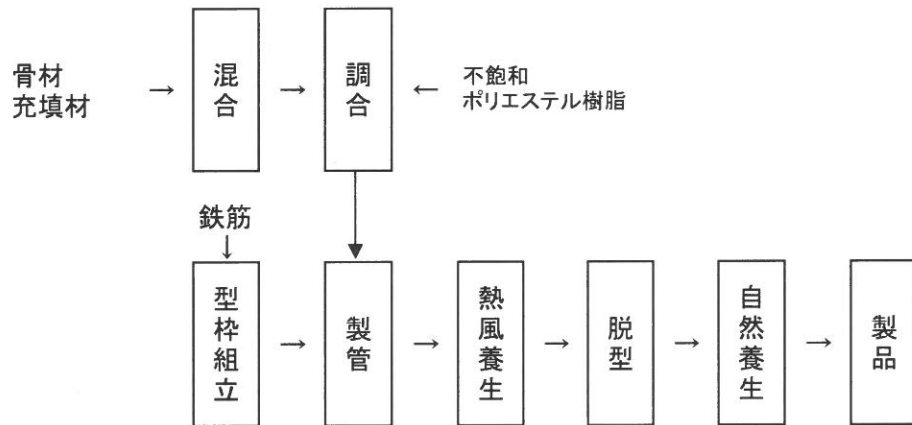 骨材
充填材
→
混合
→
調合
←
不飽和
ポリエステル樹脂
鉄筋
↓
型枠組立
→
製管
→
熱風養生
→
脱型
→
自然養生
→
製品